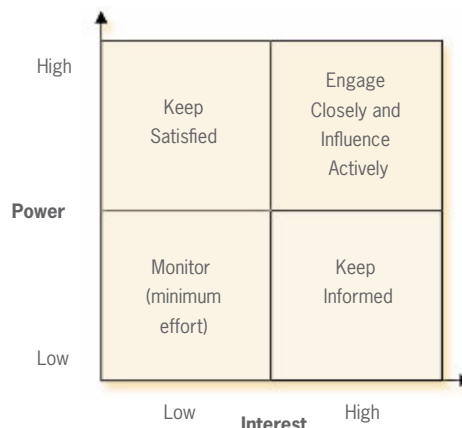 High
Keep
Satisfied
Engage
Closely and
Influence
Actively
Power
Monitor
(minimum
effort)
Keep
Informed
Low
Low
High
Interest